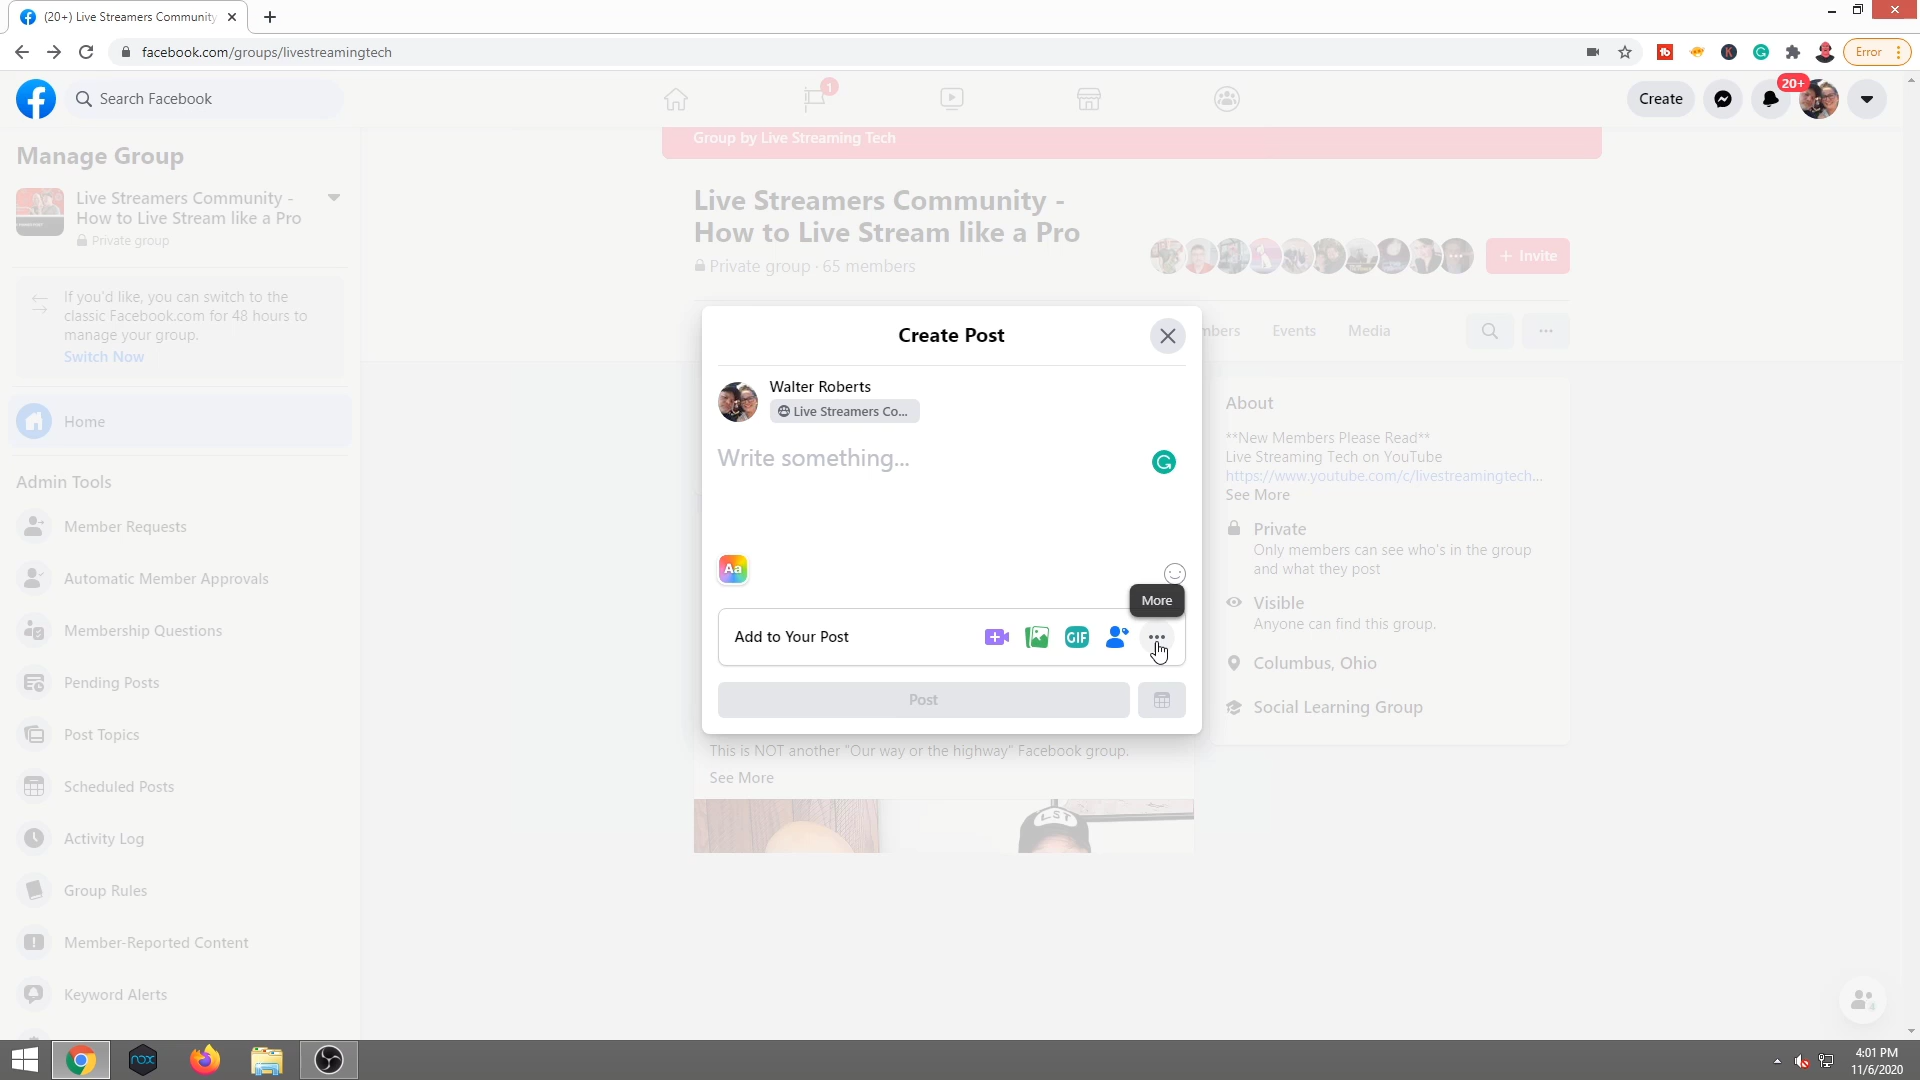 (20+) Live Streamers Community
facebook.com/groups/livestreamingtech
Error
Search Facebook
1
Create
20+
Manage Group
Live Streamers Community -
How to Live Stream like a Pro
Private group
If you'd like, you can switch to the
classic Facebook.com for 48 hours to
manage your group.
Switch Now
Home
Admin Tools
Member Requests
Automatic Member Approvals
Membership Questions
Pending Posts
Post Topics
Scheduled Posts
Activity Log
Group Rules
Member-Reported Content
Keyword Alerts
Group by Live Streaming Tech
Live Streamers Community -
How to Live Stream like a Pro
Private group · 65 members
+ Invite
Events
Media
Create Post
Walter Roberts
Live Streamers Co...
Write something...
Aa
More
Add to Your Post
GIF
Post
This is NOT another "Our way or the highway" Facebook group.
See More
LST
About
**New Members Please Read**
Live Streaming Tech on YouTube
https://www.youtube.com/c/livestreamingtech...
See More
Private
Only members can see who's in the group
and what they post
Visible
Anyone can find this group.
Columbus, Ohio
Social Learning Group
nox
4:01 PM
11/6/2020